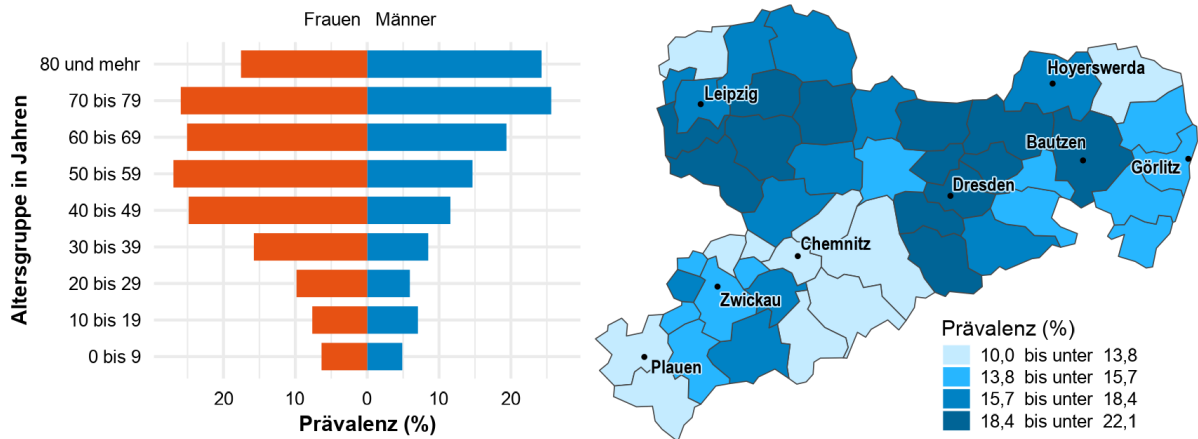 Frauen Männer
Altersgruppe in Jahren
80 und mehr
70 bis 79
60 bis 69
50 bis 59
40 bis 49
30 bis 39
20 bis 29
10 bis 19
0 bis 9
20 10 0 10 20
Prävalenz (%)
Hoyerswerda
Leipzig
Bautzen
Görlitz
Dresden
Chemnitz
Zwickau
Plauen
Prävalenz (%)
10,0 bis unter 13,8
13,8 bis unter 15,7
15,7 bis unter 18,4
18,4 bis unter 22,1